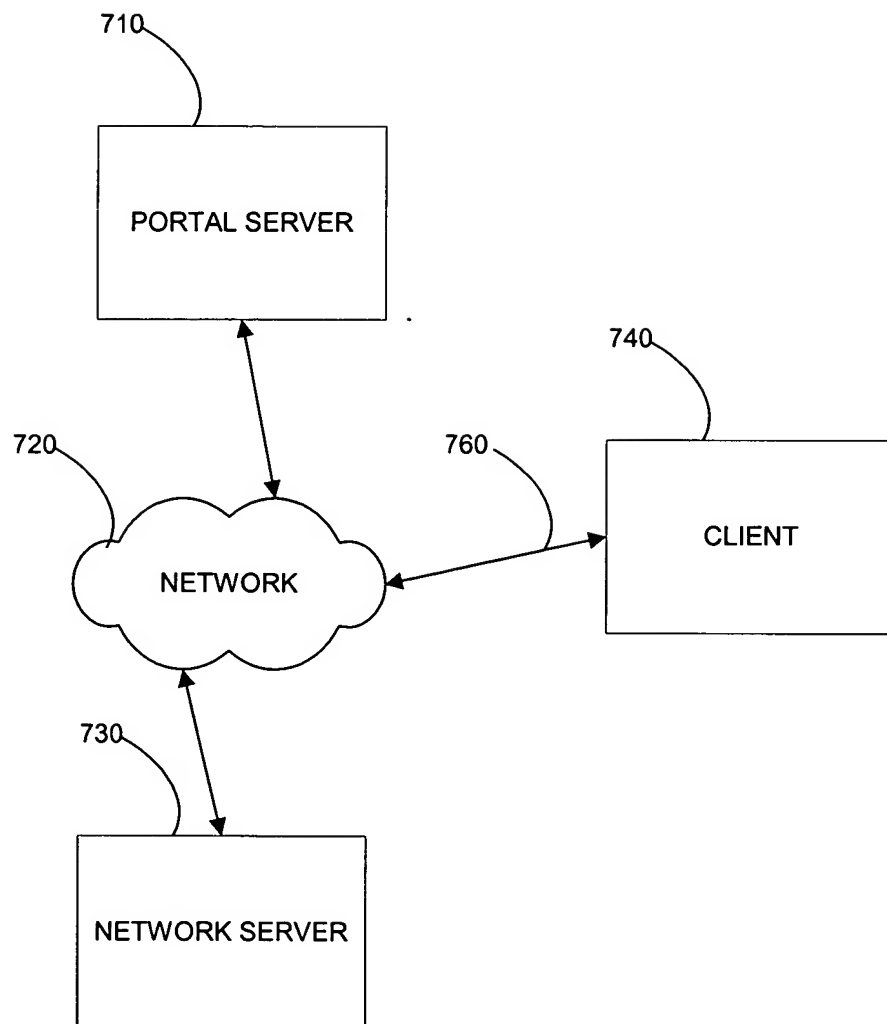 710
PORTAL SERVER
740
720
760
CLIENT
NETWORK
730
NETWORK SERVER